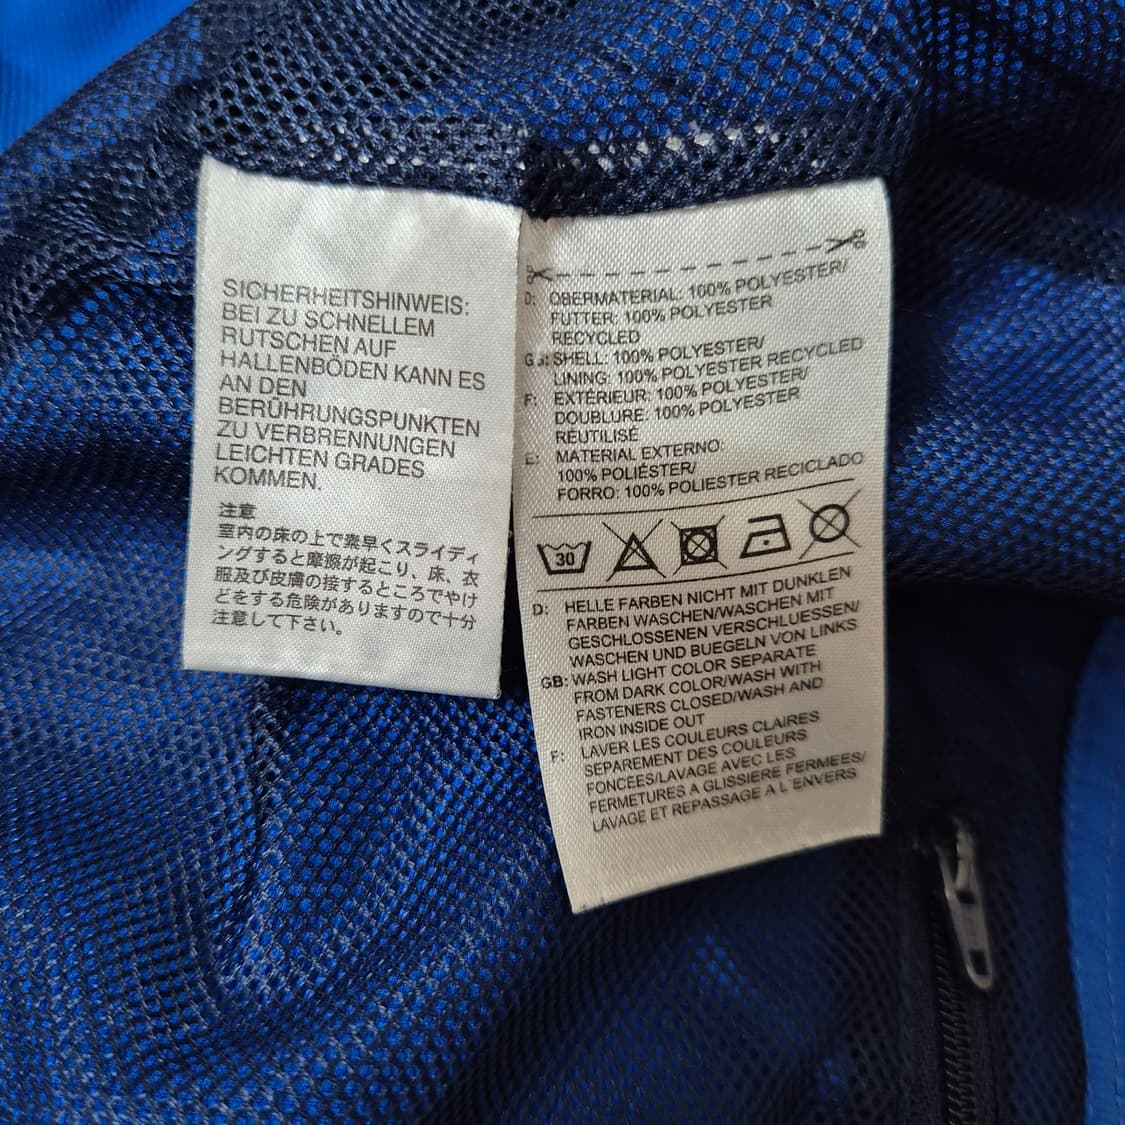 SICHERHEITSHINWEIS:
BEI ZU SCHNELLEM
RUTSCHEN AUF
HALLENBÖDEN KANN ES
AN DEN
BERÜHRUNGSPUNKTEN
ZU VERBRENNUNGEN
LEICHTEN GRADES
KOMMEN.
注意
室内の床の上で素早くスライディ
ングすると摩擦が起こり、床、衣
服及び皮膚の接するところでやけ
どをする危険がありますので十分
注意して下さい。
D: OBERMATERIAL: 100% POLYESTER/
FUTTER: 100% POLYESTER
RECYCLED
GB: SHELL: 100% POLYESTER/
LINING: 100% POLYESTER RECYCLED
F: EXTÉRIEUR: 100% POLYESTER/
DOUBLURE: 100% POLYESTER
RÉUTILISÉ
E: MATERIAL EXTERNO:
100% POLIÉSTER/
FORRO: 100% POLIESTER RECICLADO
30
D: HELLE FARBEN NICHT MIT DUNKLEN
FARBEN WASCHEN/WASCHEN MIT
GESCHLOSSENEN VERSCHLUESSEN/
WASCHEN UND BUEGELN VON LINKS
GB: WASH LIGHT COLOR SEPARATE
FROM DARK COLOR/WASH WITH
FASTENERS CLOSED/WASH AND
IRON INSIDE OUT
F: LAVER LES COULEURS CLAIRES
SEPAREMENT DES COULEURS
FONCEES/LAVAGE AVEC LES
FERMETURES A GLISSIERE FERMEES/
LAVAGE ET REPASSAGE A L'ENVERS